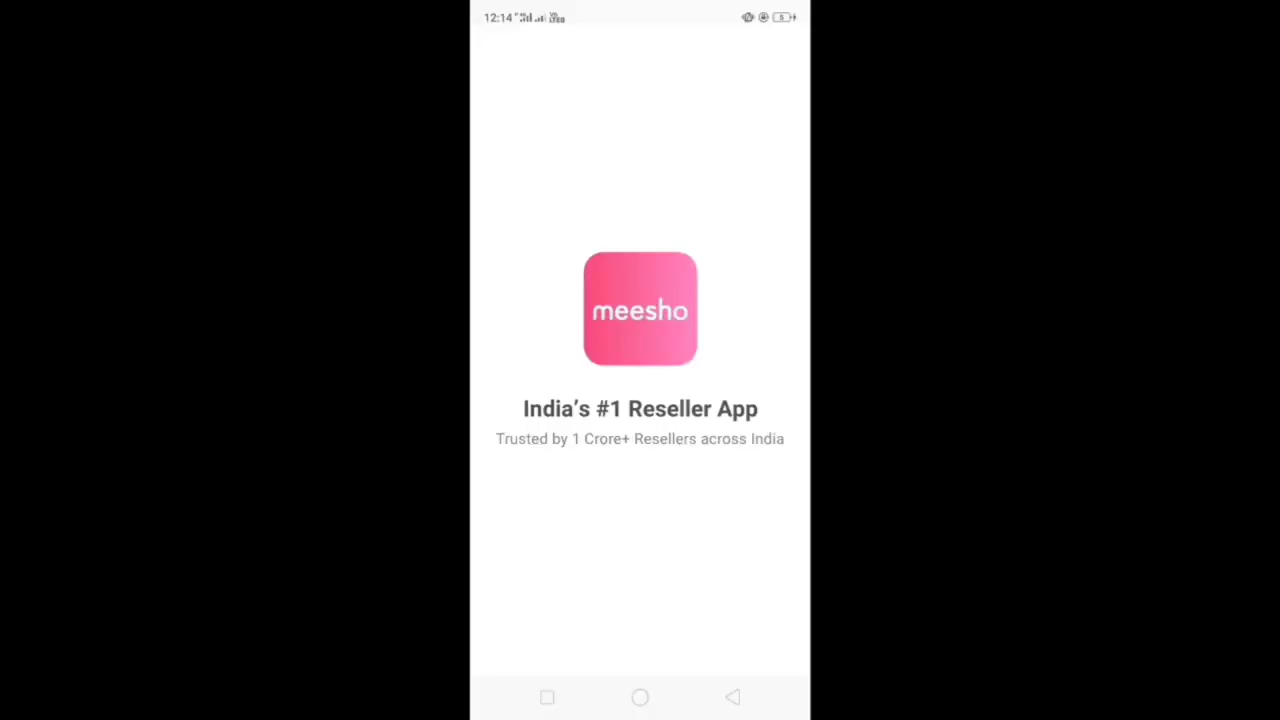 12:14
meesho
India’s #1 Reseller App
Trusted by 1 Crore+ Resellers across India